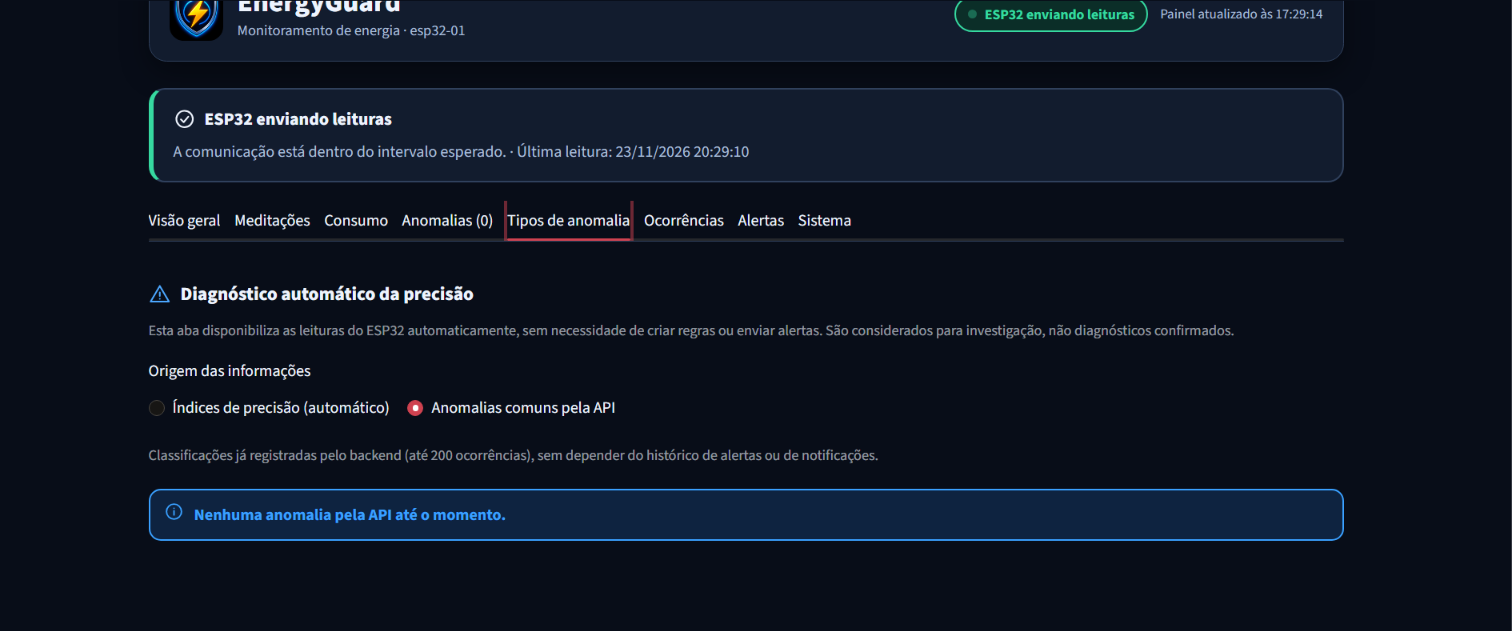 EnergyGuard
Monitoramento de energia · esp32-01
ESP32 enviando leituras
Painel atualizado às 17:29:14
ESP32 enviando leituras
A comunicação está dentro do intervalo esperado. · Última leitura: 23/11/2026 20:29:10
Visão geral Meditações Consumo Anomalias (0) Tipos de anomalia Ocorrências Alertas Sistema
Diagnóstico automático da precisão
Esta aba disponibiliza as leituras do ESP32 automaticamente, sem necessidade de criar regras ou enviar alertas. São considerados para investigação, não diagnósticos confirmados.
Origem das informações
Índices de precisão (automático) Anomalias comuns pela API
Classificações já registradas pelo backend (até 200 ocorrências), sem depender do histórico de alertas ou de notificações.
Nenhuma anomalia pela API até o momento.